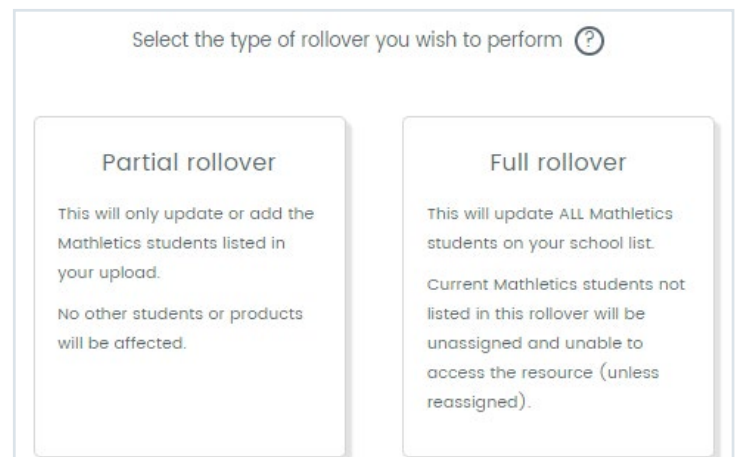 Select the type of rollover you wish to perform ?
Partial rollover
This will only update or add the
Mathletics students listed in
your upload.
No other students or products
will be affected.
Full rollover
This will update ALL Mathletics
students on your school list.
Current Mathletics students not
listed in this rollover will be
unassigned and unable to
access the resource (unless
reassigned).